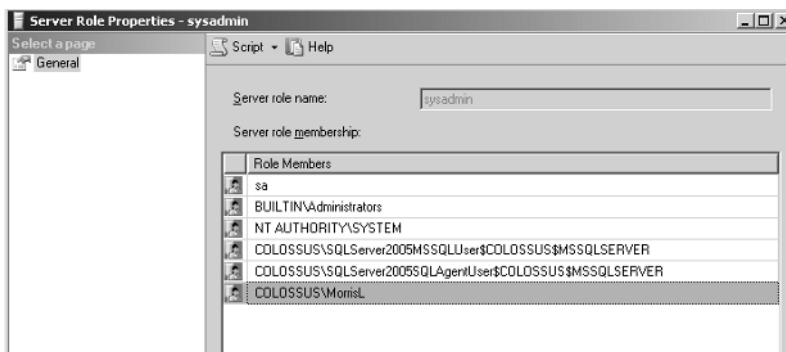 Server Role Properties - sysadmin
Select a page
General
Script Help
Server role name: sysadmin
Server role membership:
Role Members
sa
BUILTIN\Administrators
NT AUTHORITY\SYSTEM
COLOSSUS\SQLServer2005MSSQLUser$COLOSSUS$MSSQLSERVER
COLOSSUS\SQLServer2005SQLAgentUser$COLOSSUS$MSSQLSERVER
COLOSSUS\MorrisL